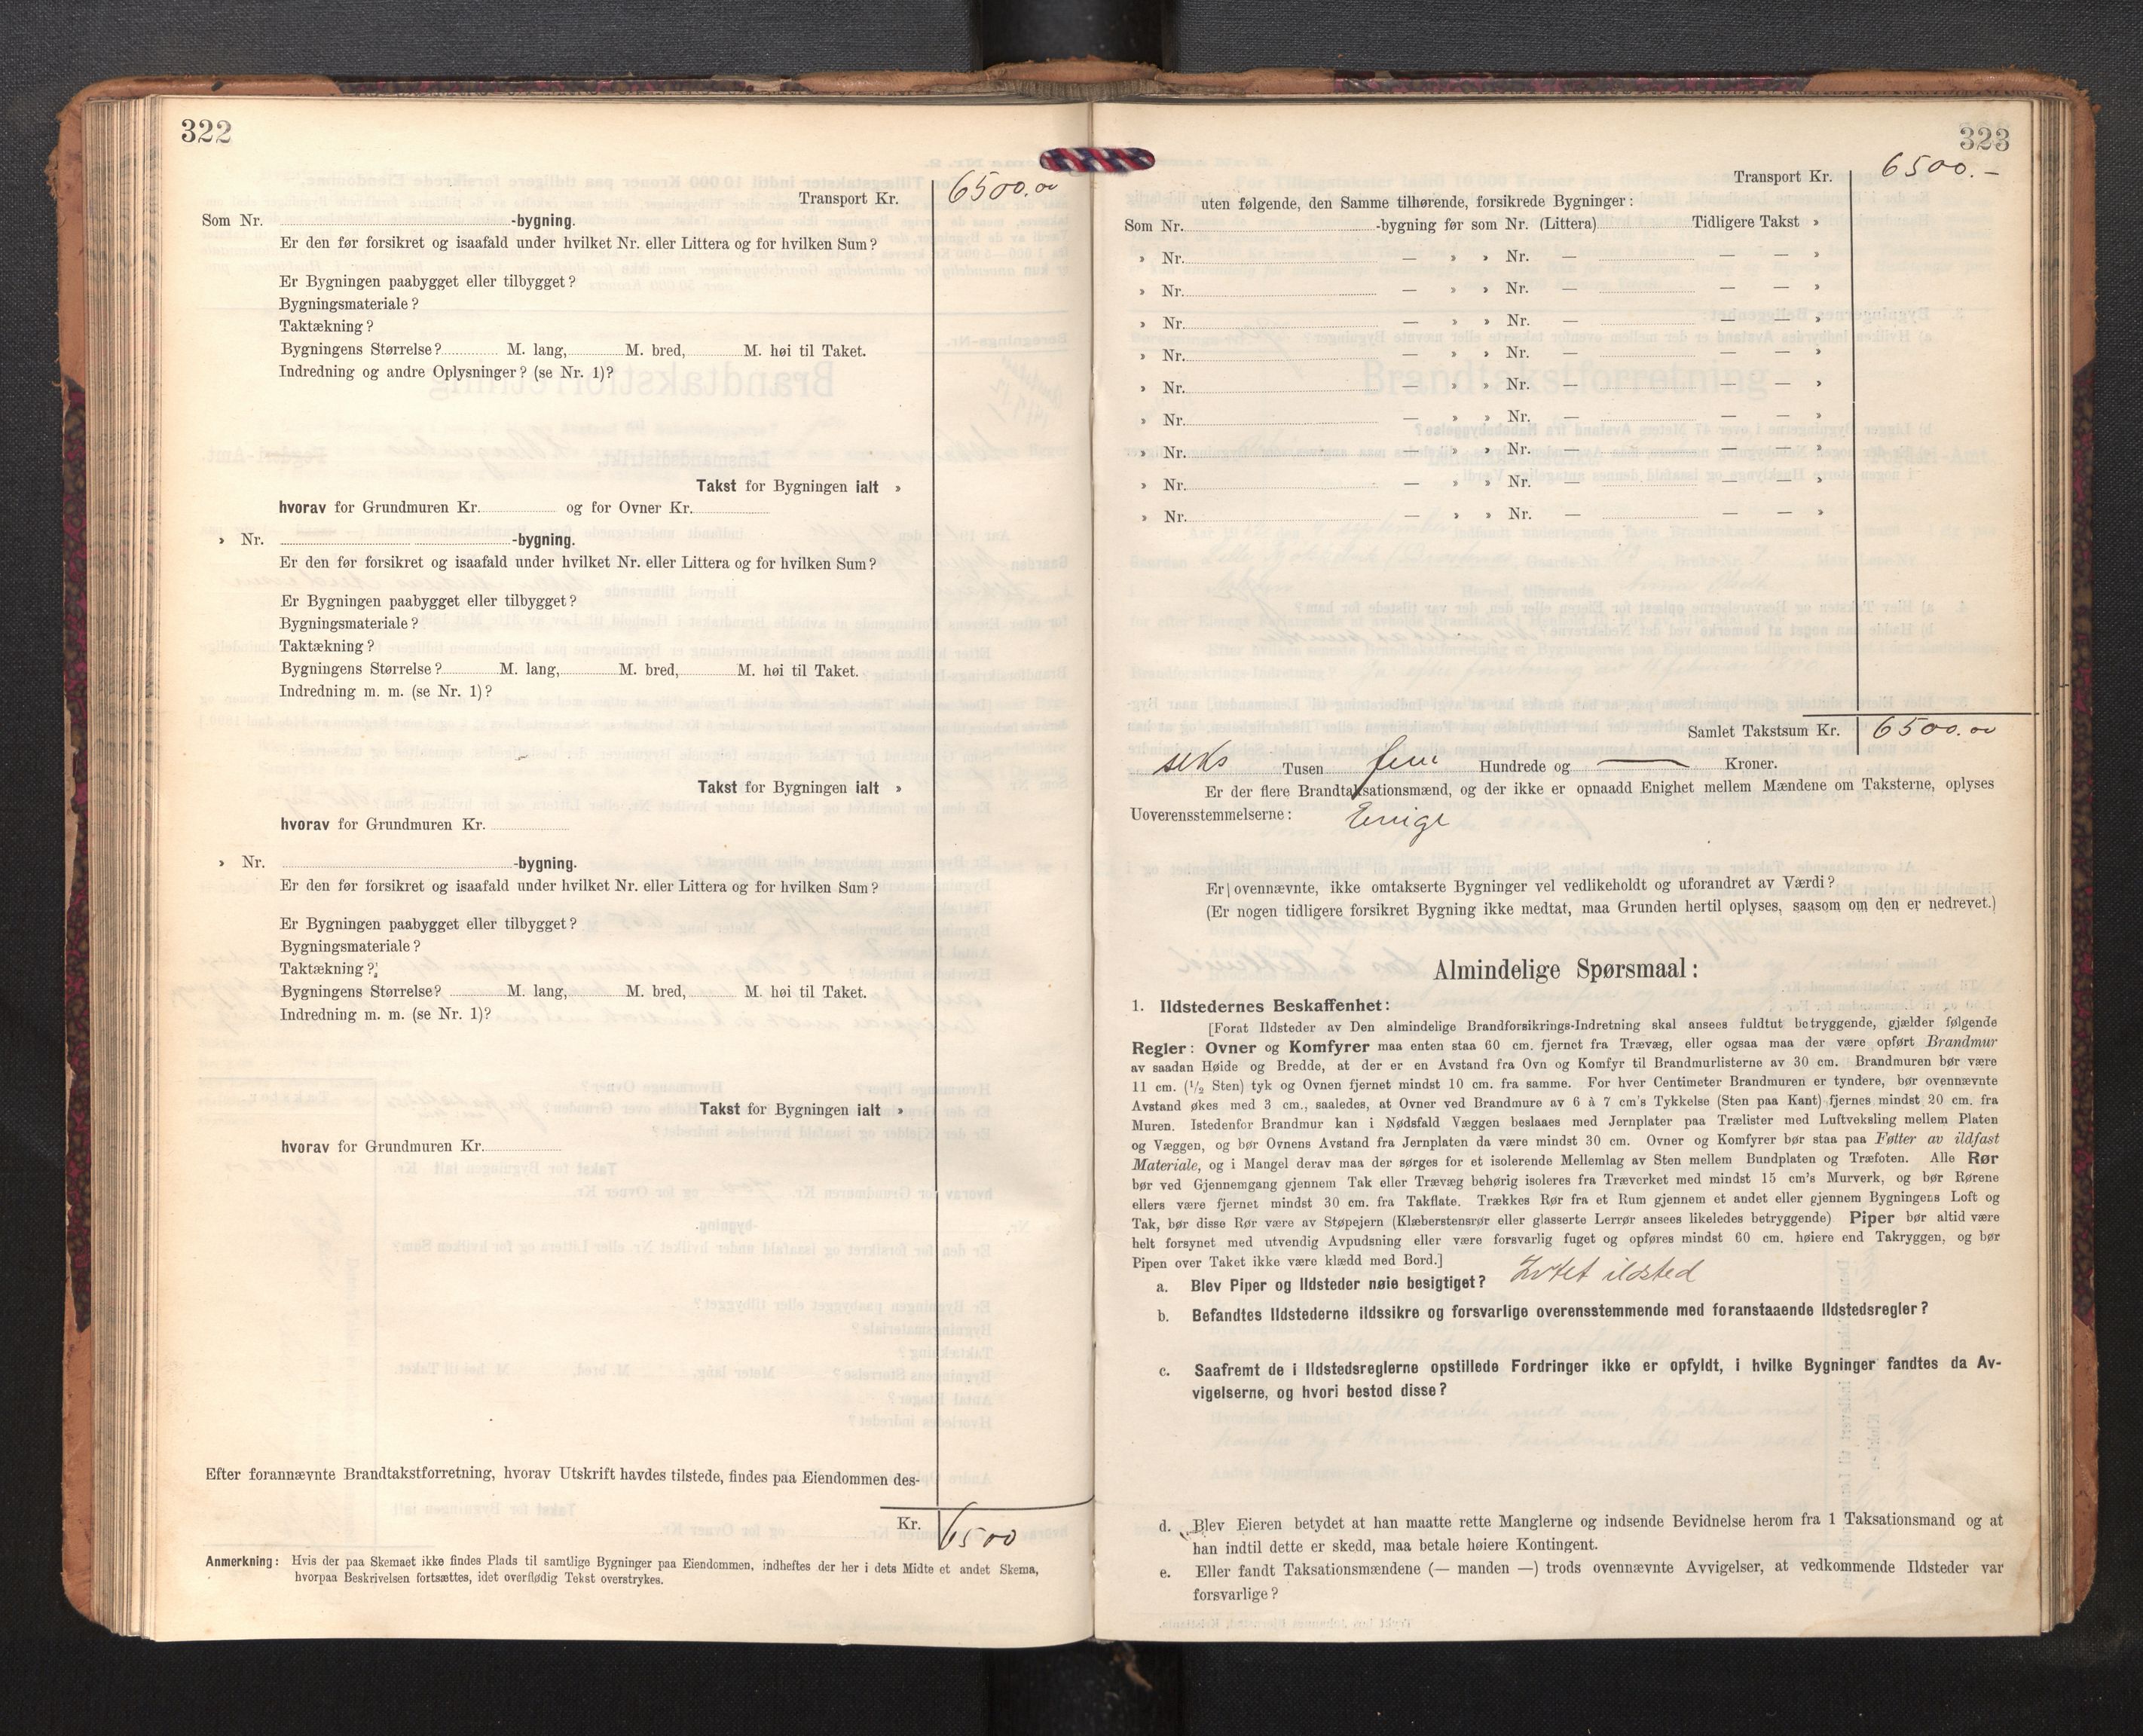 322
Transport Kr. 6500.00
Som Nr. -bygning.
Er den før forsikret og isaafald under hvilket Nr. eller Littera og for hvilken Sum?
Er Bygningen paabygget eller tilbygget?
Bygningsmateriale?
Taktækning?
Bygningens Størrelse? M. lang, M. bred, M. høi til Taket.
Indredning og andre Oplysninger? (se Nr. 1)?
Takst for Bygningen ialt »
hvorav for Grundmuren Kr. og for Ovner Kr.
» Nr. -bygning.
Er den før forsikret og isaafald under hvilket Nr. eller Littera og for hvilken Sum?
Er Bygningen paabygget eller tilbygget?
Bygningsmateriale?
Taktækning?
Bygningens Størrelse? M. lang, M. bred, M. høi til Taket.
Indredning m. m. (se Nr. 1)?
Takst for Bygningen ialt »
hvorav for Grundmuren Kr.
» Nr. -bygning.
Er den før forsikret og isaafald under hvilket Nr. eller Littera og for hvilken Sum?
Er Bygningen paabygget eller tilbygget?
Bygningsmateriale?
Taktækning?
Bygningens Størrelse? M. lang, M. bred, M. høi til Taket.
Indredning m. m. (se Nr. 1)?
Takst for Bygningen ialt »
hvorav for Grundmuren Kr.
Efter forannævnte Brandtakstforretning, hvorav Utskrift havdes tilstede, findes paa Eiendommen des-
Kr. 6500
Anmerkning: Hvis der paa Skemaet ikke findes Plads til samtlige Bygninger paa Eiendommen, indheftes der her i dets Midte et andet Skema,
hvorpaa Beskrivelsen fortsættes, idet overflødig Tekst overstrykes.
323
Transport Kr. 6500.–
uten følgende, den Samme tilhørende, forsikrede Bygninger:
Som Nr. -bygning før som Nr. (Littera) Tidligere Takst »
» Nr. — » » Nr. — — — »
» Nr. — » » Nr. — — — »
» Nr. — » » Nr. — — — »
» Nr. — » » Nr. — — — »
» Nr. — » » Nr. — — — »
» Nr. — » » Nr. — — — »
» Nr. — » » Nr. — — — »
» Nr. — » » Nr. — — — »
» Nr. — » » Nr. — — — »
Samlet Takstsum Kr. 6500.00
seks Tusen fem Hundrede og — Kroner.
Er der flere Brandtaksationsmænd, og der ikke er opnaadd Enighet mellem Mændene om Taksterne, oplyses
Uoverensstemmelserne: Enige
Er ovennævnte, ikke omtakserte Bygninger vel vedlikeholdt og uforandret av Værdi?
(Er nogen tidligere forsikret Bygning ikke medtat, maa Grunden hertil oplyses, saasom om den er nedrevet.)
Almindelige Spørsmaal:
1. Ildstedernes Beskaffenhet:
[Forat Ildsteder av Den almindelige Brandforsikrings-Indretning skal ansees fuldtut betryggende, gjælder følgende
Regler: Ovner og Komfyrer maa enten staa 60 cm. fjernet fra Trævæg, eller ogsaa maa der være opført Brandmur
av saadan Høide og Bredde, at der er en Avstand fra Ovn og Komfyr til Brandmurlisterne av 30 cm. Brandmuren bør være
11 cm. (1/2 Sten) tyk og Ovnen fjernet mindst 10 cm. fra samme. For hver Centimeter Brandmuren er tyndere, bør ovennævnte
Avstand økes med 3 cm., saaledes, at Ovner ved Brandmure av 6 à 7 cm's Tykkelse (Sten paa Kant) fjernes mindst 20 cm. fra
Muren. Istedenfor Brandmur kan i Nødsfald Væggen beslaaes med Jernplater paa Trælister med Luftveksling mellem Platen
og Væggen, og bør Ovnens Avstand fra Jernplaten da være mindst 30 cm. Ovner og Komfyrer bør staa paa Føtter av ildfast
Materiale, og i Mangel derav maa der sørges for et isolerende Mellemlag av Sten mellem Bundplaten og Træfoten. Alle Rør
bør ved Gjennemgang gjennem Tak eller Trævæg behørig isoleres fra Træverket med mindst 15 cm's Murverk, og bør Rørene
ellers være fjernet mindst 30 cm. fra Takflate. Trækkes Rør fra et Rum gjennem et andet eller gjennem Bygningens Loft og
Tak, bør disse Rør være av Støpejern (Klæberstensrør eller glasserte Lerrør ansees likeledes betryggende) Piper bør altid være
helt forsynet med utvendig Avpudsning eller være forsvarlig fuget og opføres mindst 60 cm. høiere end Takryggen, og bør
Pipen over Taket ikke være klædd med Bord.]
a. Blev Piper og Ildsteder nøie besigtiget? Intet ildsted
b. Befandtes Ildstederne ildssikre og forsvarlige overensstemmende med foranstaaende Ildstedsregler?
c. Saafremt de i Ildstedsreglerne opstillede Fordringer ikke er opfyldt, i hvilke Bygninger fandtes da Av-
vigelserne, og hvori bestod disse?
d. Blev Eieren betydet at han maatte rette Manglerne og indsende Bevidnelse herom fra 1 Taksationsmand og at
han indtil dette er skedd, maa betale høiere Kontingent.
e. Eller fandt Taksationsmændene (— manden —) trods ovennævnte Avvigelser, at vedkommende Ildsteder var
forsvarlige?